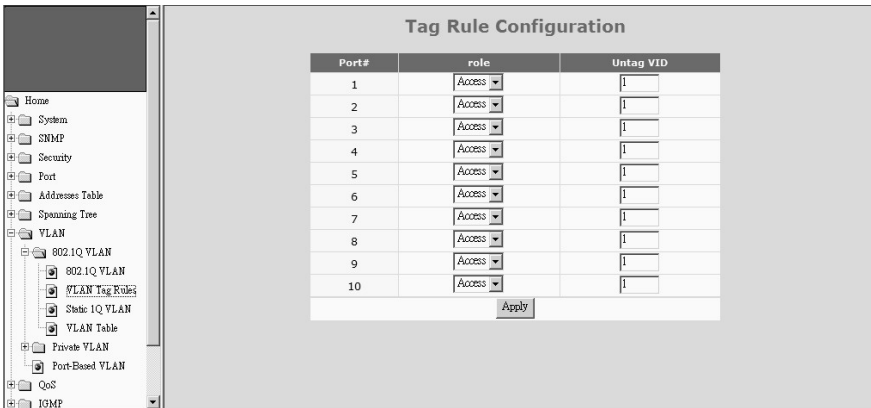 Home
System
SNMP
Security
Port
Addresses Table
Spanning Tree
VLAN
802.1Q VLAN
802.1Q VLAN
VLAN Tag Rules
Static 1Q VLAN
VLAN Table
Private VLAN
Port-Based VLAN
QoS
IGMP
Tag Rule Configuration
Port# role Untag VID
1 Access 1
2 Access 1
3 Access 1
4 Access 1
5 Access 1
6 Access 1
7 Access 1
8 Access 1
9 Access 1
10 Access 1
Apply